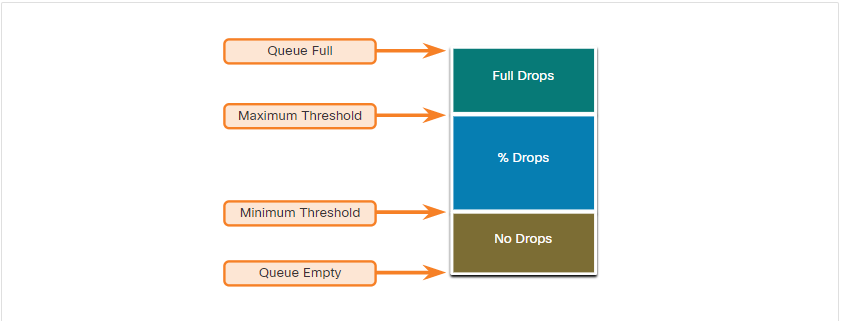 Queue Full
Full Drops
Maximum Threshold
% Drops
Minimum Threshold
No Drops
Queue Empty